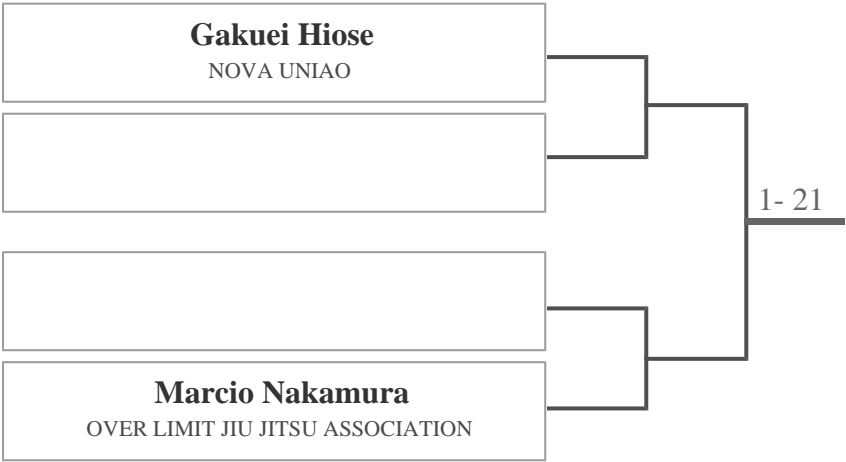 Gakuei Hiose
NOVA UNIAO
1- 21
Marcio Nakamura
OVER LIMIT JIU JITSU ASSOCIATION